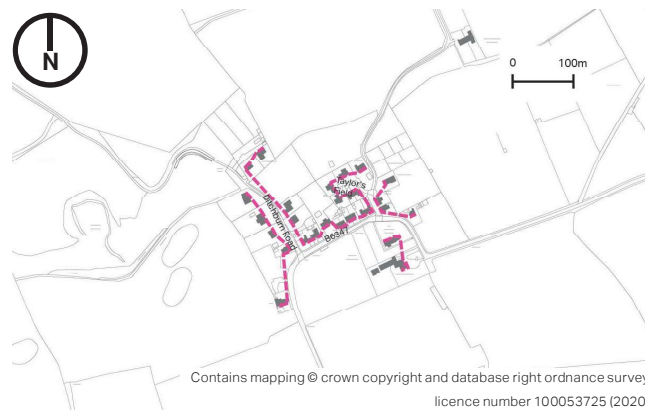 N
0 100m
Taylor's
Field
Ditchburn Road
B6347
Contains mapping © crown copyright and database right ordnance survey
licence number 100053725 (2020